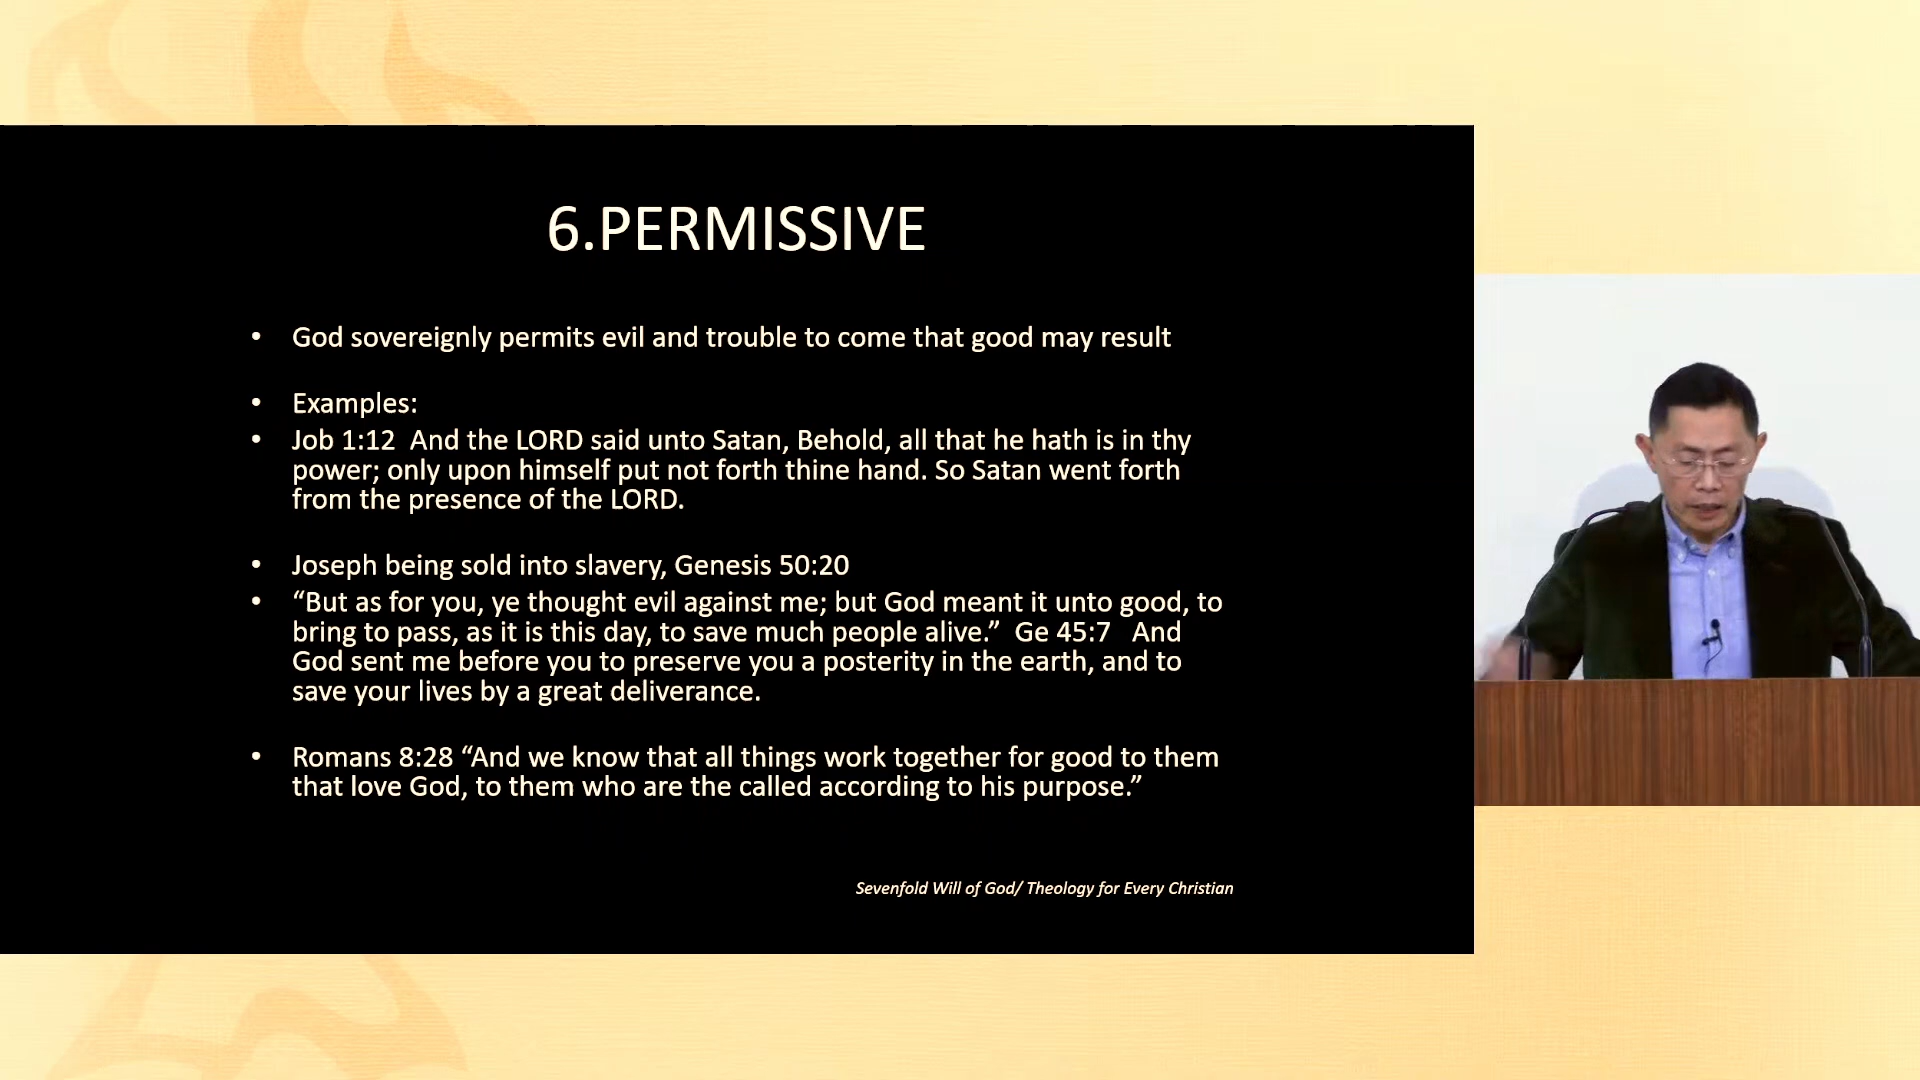 6.PERMISSIVE
• God sovereignly permits evil and trouble to come that good may result
• Examples:
• Job 1:12  And the LORD said unto Satan, Behold, all that he hath is in thy
power; only upon himself put not forth thine hand. So Satan went forth
from the presence of the LORD.
• Joseph being sold into slavery, Genesis 50:20
• “But as for you, ye thought evil against me; but God meant it unto good, to
bring to pass, as it is this day, to save much people alive.”  Ge 45:7   And
God sent me before you to preserve you a posterity in the earth, and to
save your lives by a great deliverance.
• Romans 8:28 “And we know that all things work together for good to them
that love God, to them who are the called according to his purpose.”
Sevenfold Will of God/ Theology for Every Christian